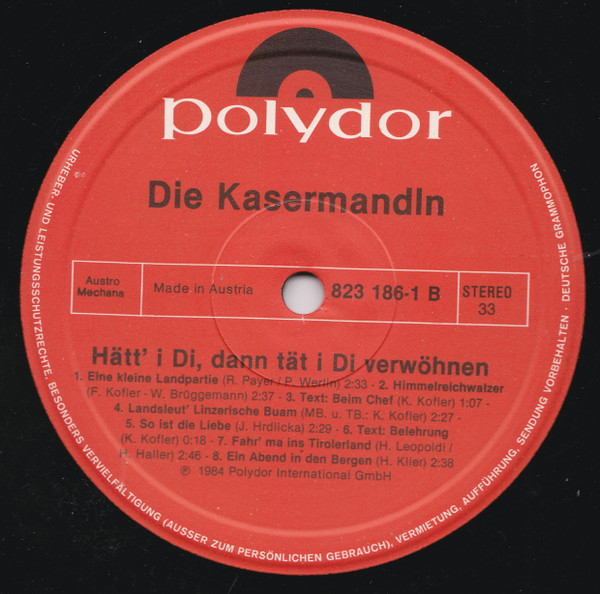 polydor
Die Kasermandln
Austro
Mechana
Made in Austria
823 186-1 B
STEREO
33
Hätt' i Di, dann tät i Di verwöhnen
1. Eine kleine Landpartie (R. Payer / P. Werlin) 2:33 - 2. Himmelreichwalzer
(F. Kofler - W. Brüggemann) 2:37 - 3. Text: Beim Chef (K. Kofler) 1:07 -
4. Landsleut' Linzerische Buam (MB. u. TB.: K. Kofler) 2:27 -
5. So ist die Liebe (J. Hrdlicka) 2:29 - 6. Text: Belehrung
(K. Kofler) 0:18 - 7. Fahr' ma ins Tirolerland (H. Leopoldi /
H. Haller) 2:46 - 8. Ein Abend in den Bergen (H. Klier) 2:38
℗ 1984 Polydor International GmbH
URHEBER- UND LEISTUNGSSCHUTZRECHTE, BESONDERS VERVIELFÄLTIGUNG (AUSSER ZUM PERSÖNLICHEN GEBRAUCH), VERMIETUNG, AUFFÜHRUNG, SENDUNG VORBEHALTEN · DEUTSCHE GRAMMOPHON